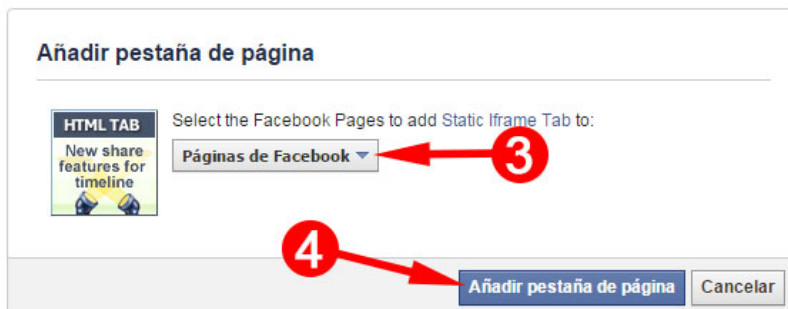 Añadir pestaña de página
HTML TAB
New share
features for
timeline
Select the Facebook Pages to add Static Iframe Tab to:
Páginas de Facebook
3
4
Añadir pestaña de página
Cancelar